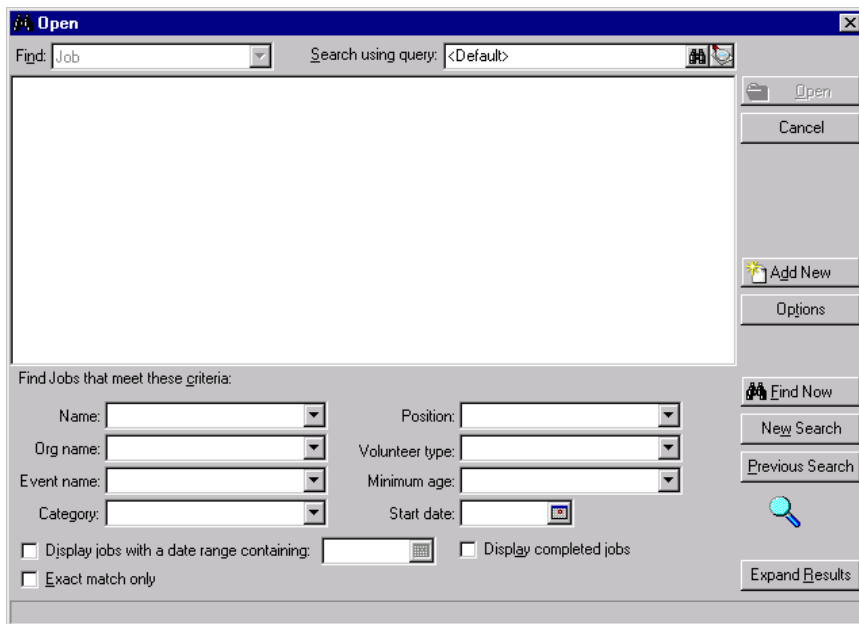 Open
Find: Job Search using query: <Default>
Open
Cancel
Add New
Options
Find Jobs that meet these criteria:
Find Now
Name: Position:
New Search
Org name: Volunteer type:
Previous Search
Event name: Minimum age:
Category: Start date:
Display jobs with a date range containing: Display completed jobs
Exact match only
Expand Results